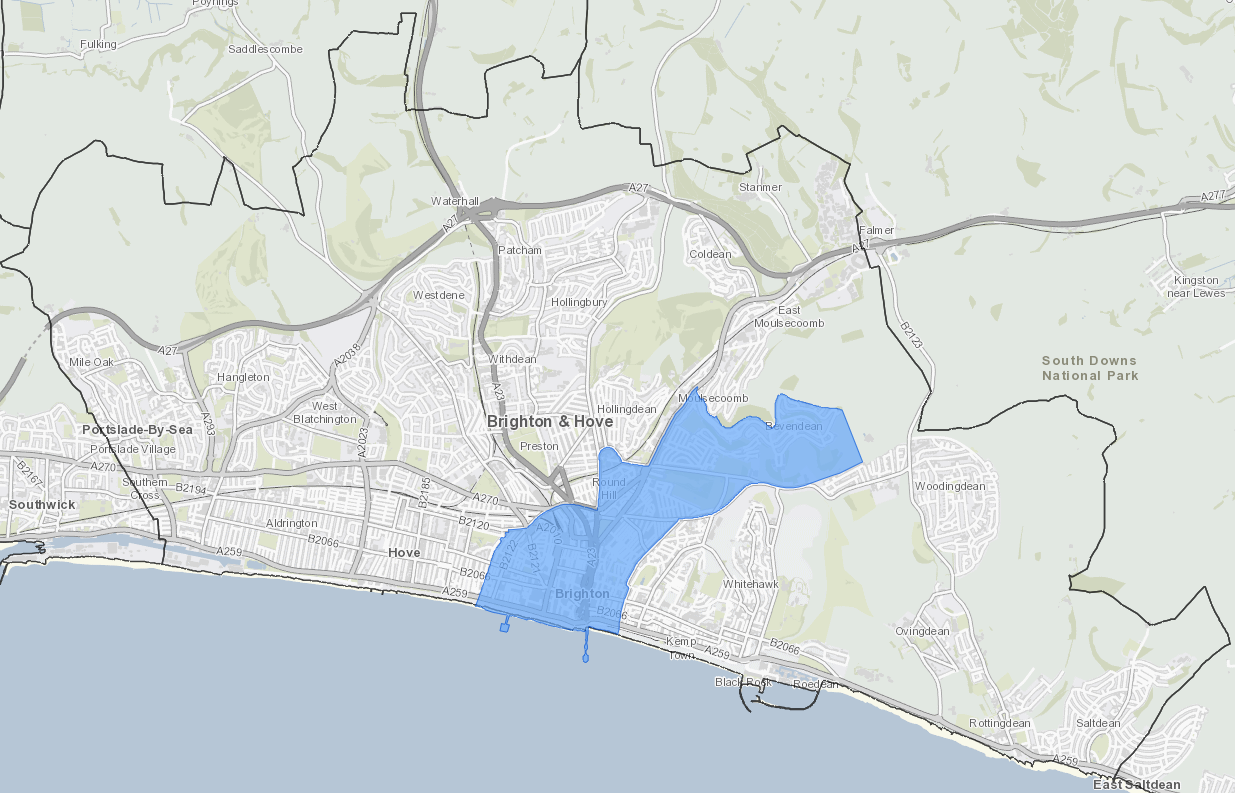 Poynings
Fulking
Saddlescombe
Stanmer
A27
Waterhall
A277
A27
Falmer
A27
Patcham
Coldean
Kingston
near Lewes
Westdene
Hollingbury
East
Moulsecoomb
B2123
A27
Mile Oak
A2038
Withdean
South Downs
National Park
Hangleton
A21
Moulsecoomb
West
Blatchington
Hollingdean
Brighton & Hove
A293
Portslade-By-Sea
Bevendean
Portslade Village
A2023
Preston
A270
B2167
Southern
Cross
B2194
B2185
A270
Round
Hill
Woodingdean
Southwick
Aldrington
B2120
A2010
B2066
Hove
A259
B2122
B2121
A23
B2066
A259
Brighton
Whitehawk
B2066
Ovingdean
Kemp
Town
A259
B2066
Black Rock
Roedean
Rottingdean
Saltdean
A259
East Saltdean